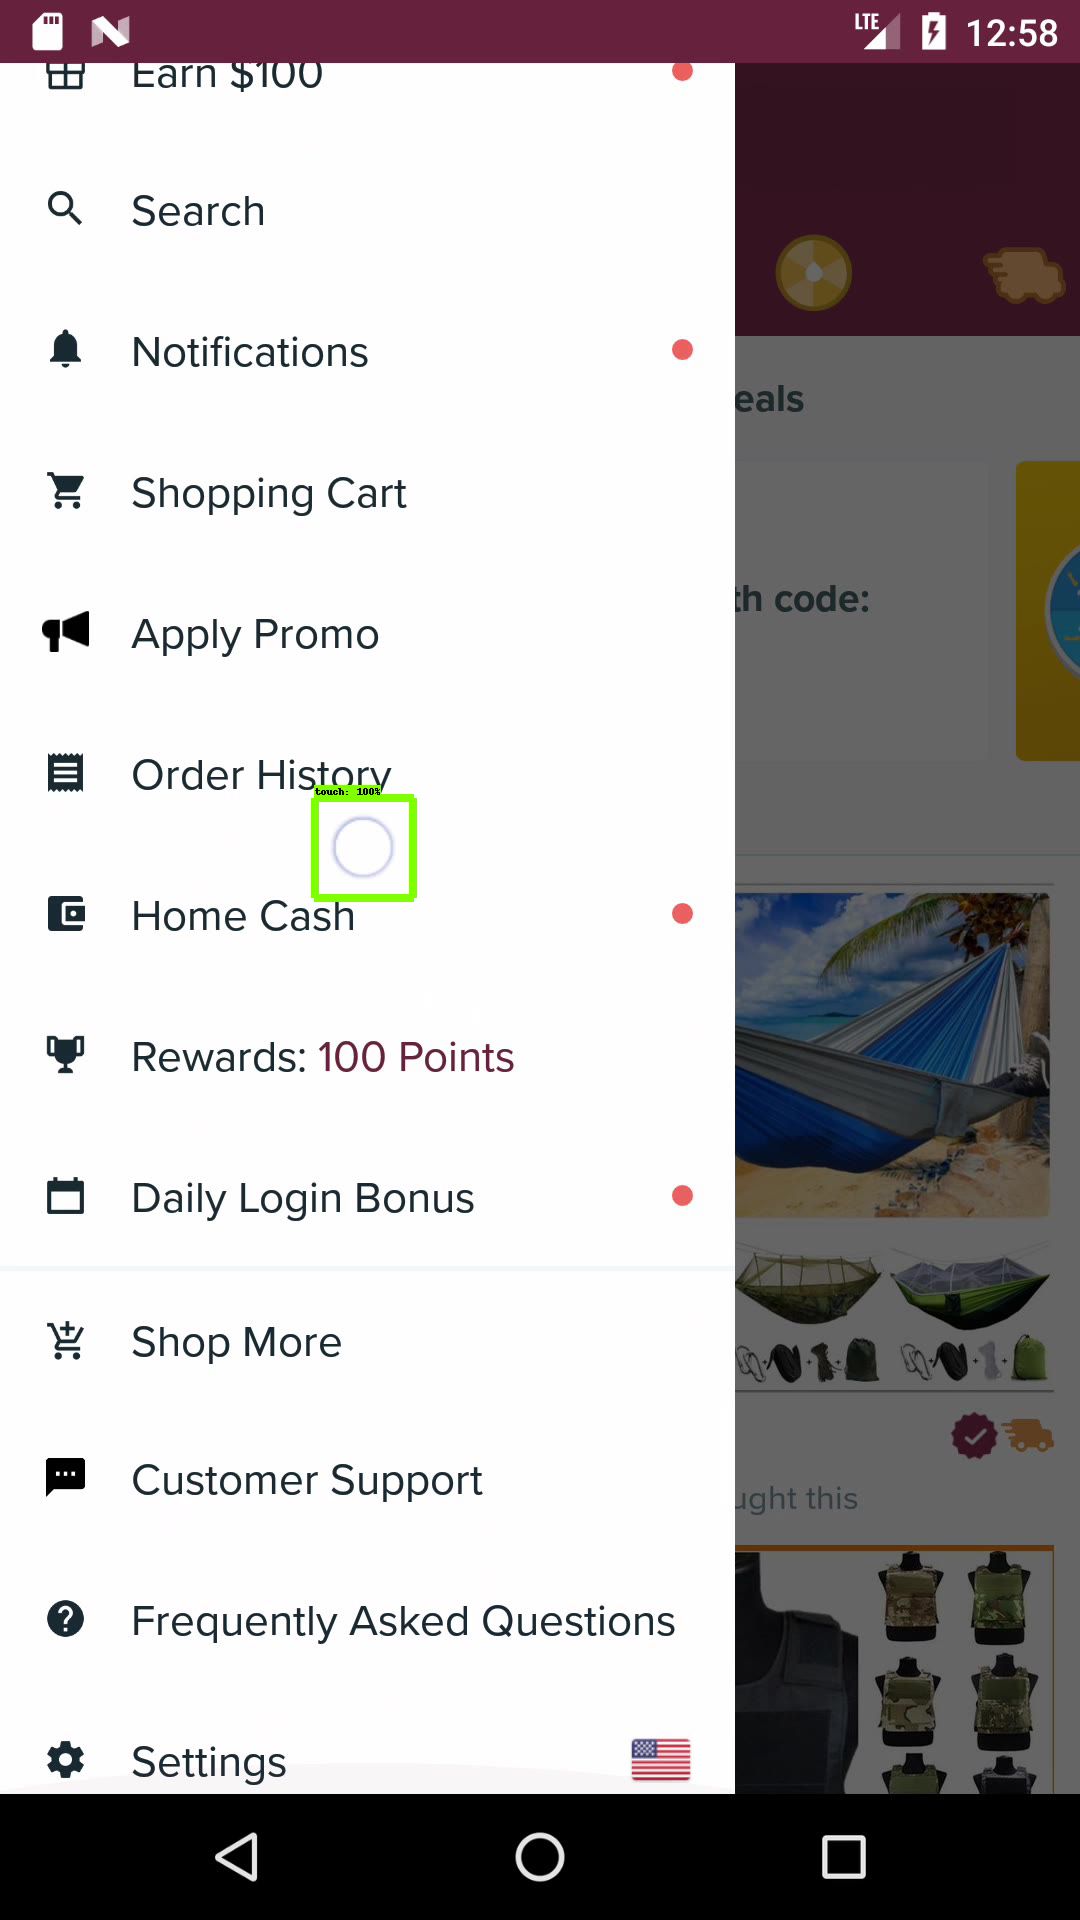 LTE 12:58
Earn $100
Search
Notifications
eals
Shopping Cart
th code:
Apply Promo
Order History
touch: 100%
Home Cash
Rewards: 100 Points
Daily Login Bonus
Shop More
Customer Support
ught this
Frequently Asked Questions
Settings